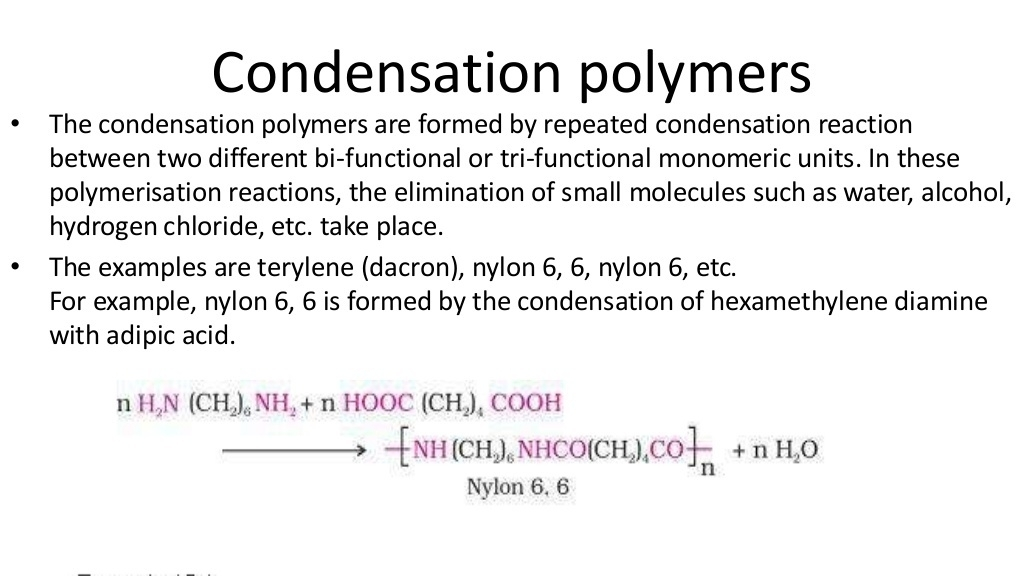 Condensation polymers
• The condensation polymers are formed by repeated condensation reaction
between two different bi-functional or tri-functional monomeric units. In these
polymerisation reactions, the elimination of small molecules such as water, alcohol,
hydrogen chloride, etc. take place.
• The examples are terylene (dacron), nylon 6, 6, nylon 6, etc.
For example, nylon 6, 6 is formed by the condensation of hexamethylene diamine
with adipic acid.
n H₂N (CH₂)₆ NH₂ + n HOOC (CH₂)₄ COOH
⟶ [NH (CH₂)₆ NHCO(CH₂)₄CO]n + n H₂O
Nylon 6, 6